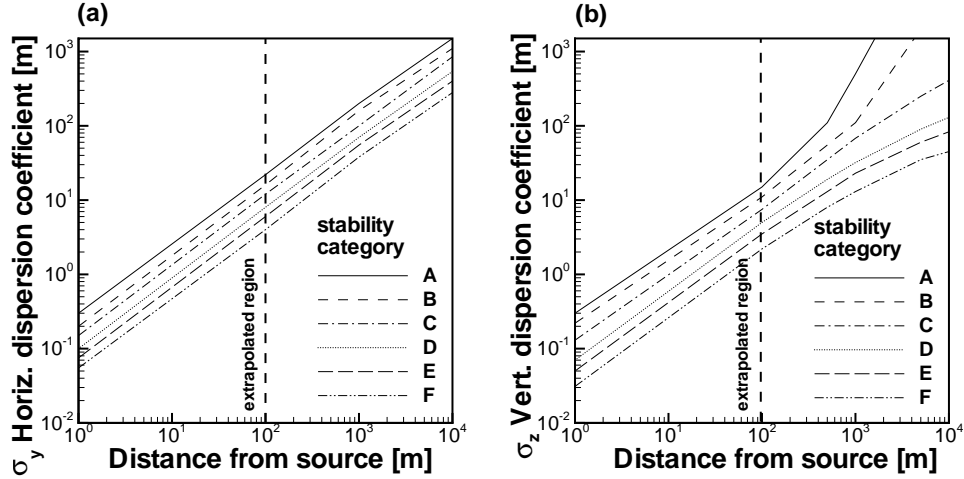 (a)
σy Horiz. dispersion coefficient [m]
10^3
10^2
10^1
10^0
10^-1
10^-2
extrapolated region
stability
category
A
B
C
D
E
F
10^0
10^1
10^2
10^3
10^4
Distance from source [m]
(b)
σz Vert. dispersion coefficient [m]
10^3
10^2
10^1
10^0
10^-1
10^-2
extrapolated region
stability
category
A
B
C
D
E
F
10^0
10^1
10^2
10^3
10^4
Distance from source [m]